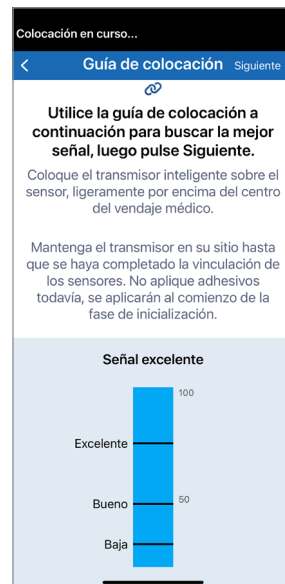 Colocación en curso...
Guía de colocación Siguiente
Utilice la guía de colocación a
continuación para buscar la mejor
señal, luego pulse Siguiente.
Coloque el transmisor inteligente sobre el
sensor, ligeramente por encima del centro
del vendaje médico.
Mantenga el transmisor en su sitio hasta
que se haya completado la vinculación de
los sensores. No aplique adhesivos
todavía, se aplicarán al comienzo de la
fase de inicialización.
Señal excelente
100
Excelente
50
Bueno
Baja